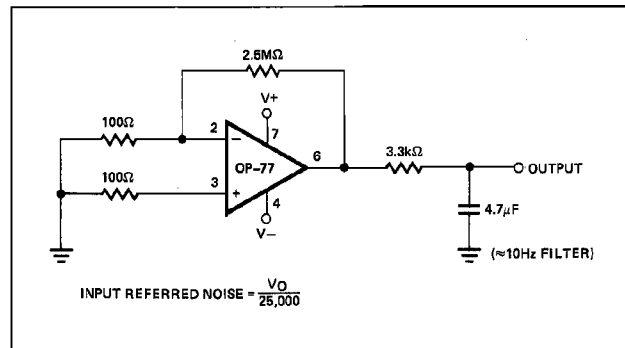 2.5MΩ
V+
100Ω
2
−
7
OP-77
6
3.3kΩ
OUTPUT
100Ω
3
+
4
4.7μF
V−
(≈10Hz FILTER)
INPUT REFERRED NOISE = VO
25,000